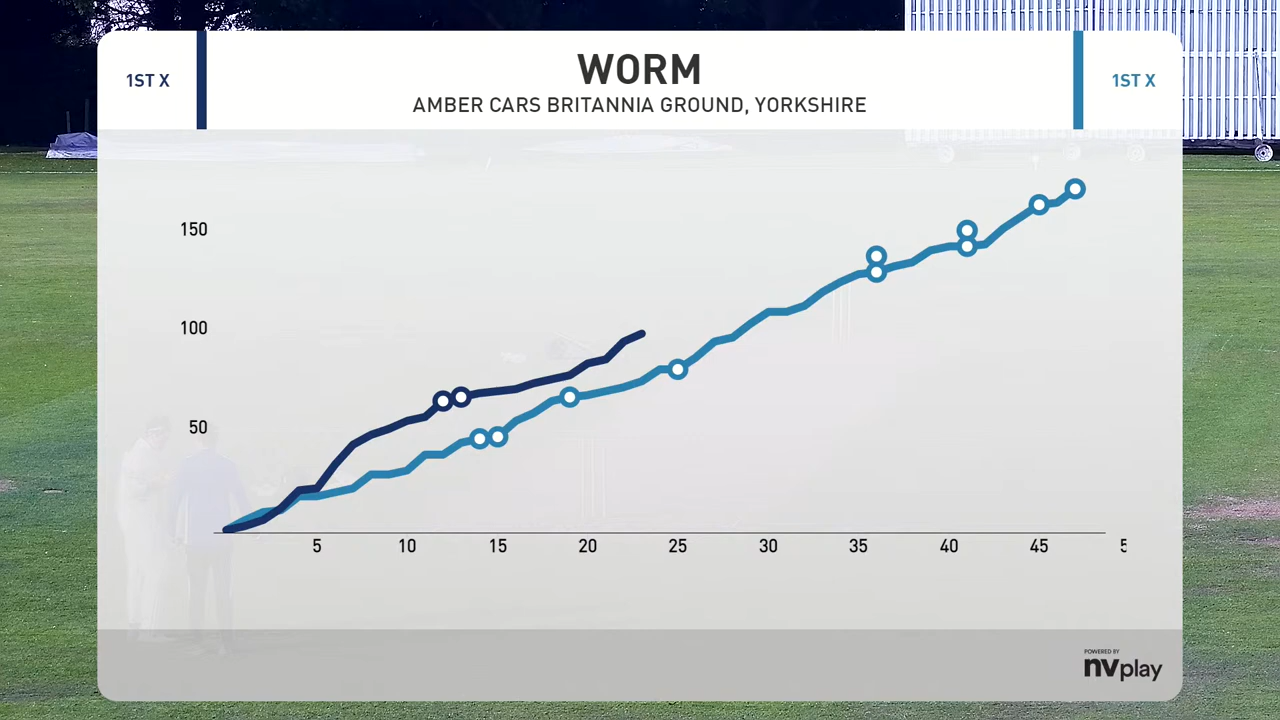 1ST X
WORM
AMBER CARS BRITANNIA GROUND, YORKSHIRE
1ST X
150
100
50
5 10 15 20 25 30 35 40 45 5
POWERED BY
nvplay